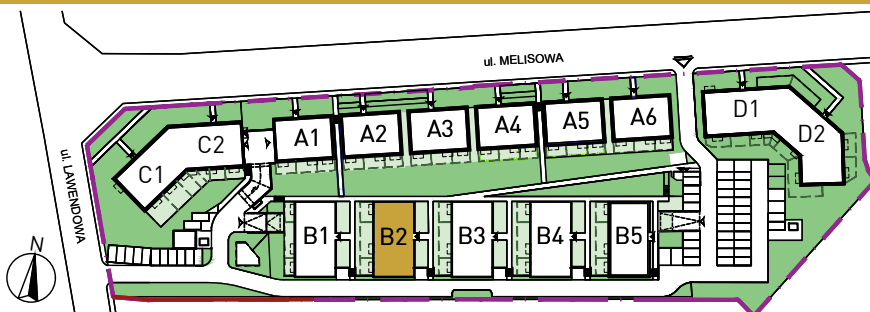 ul. MELISOWA
ul. LAWENDOWA
C1
C2
A1
A2
A3
A4
A5
A6
D1
D2
B1
B2
B3
B4
B5
N